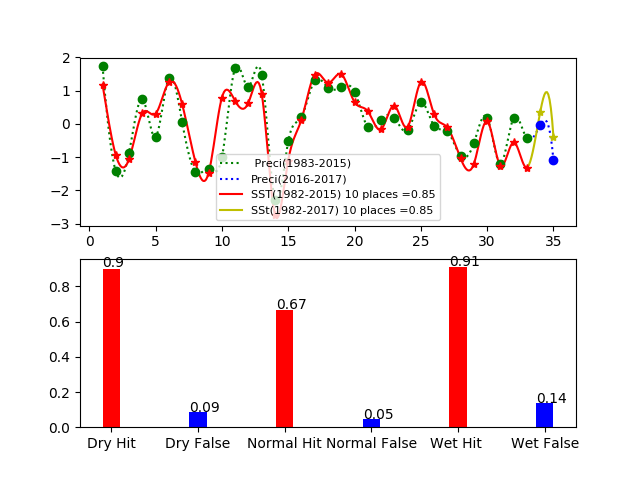 2
1
0
−1
−2
−3
Preci(1983-2015)
Preci(2016-2017)
SST(1982-2015) 10 places =0.85
SSt(1982-2017) 10 places =0.85
0 5 10 15 20 25 30 35
0.8
0.6
0.4
0.2
0.0
0.9 0.09 0.67 0.05 0.91 0.14
Dry Hit Dry False Normal Hit Normal False Wet Hit Wet False